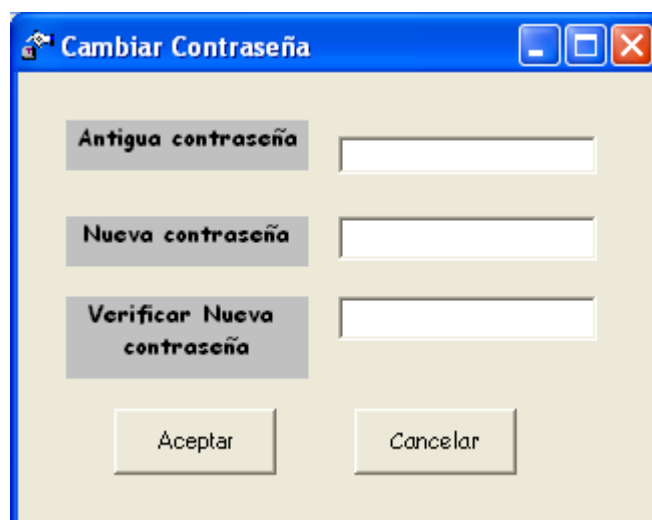 Cambiar Contraseña
Antigua contraseña
Nueva contraseña
Verificar Nueva
contraseña
Aceptar
Cancelar